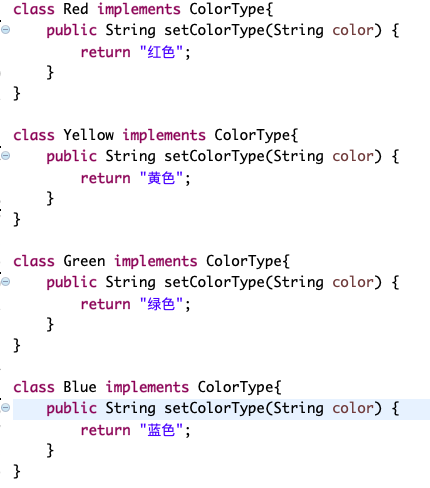 class Red implements ColorType{
    public String setColorType(String color) {
        return "红色";
    }
}

class Yellow implements ColorType{
    public String setColorType(String color) {
        return "黄色";
    }
}

class Green implements ColorType{
    public String setColorType(String color) {
        return "绿色";
    }
}

class Blue implements ColorType{
    public String setColorType(String color) {
        return "蓝色";
    }
}